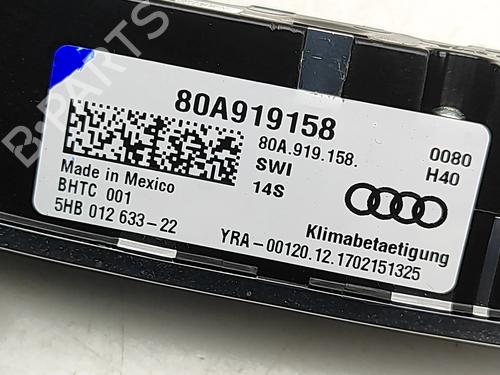 80A919158
80A.919.158.
0080
SWI
H40
14S
Made in Mexico
BHTC 001
5HB 012 633-22
Klimabetaetigung
YRA-00120.12.1702151325
B-PARTS